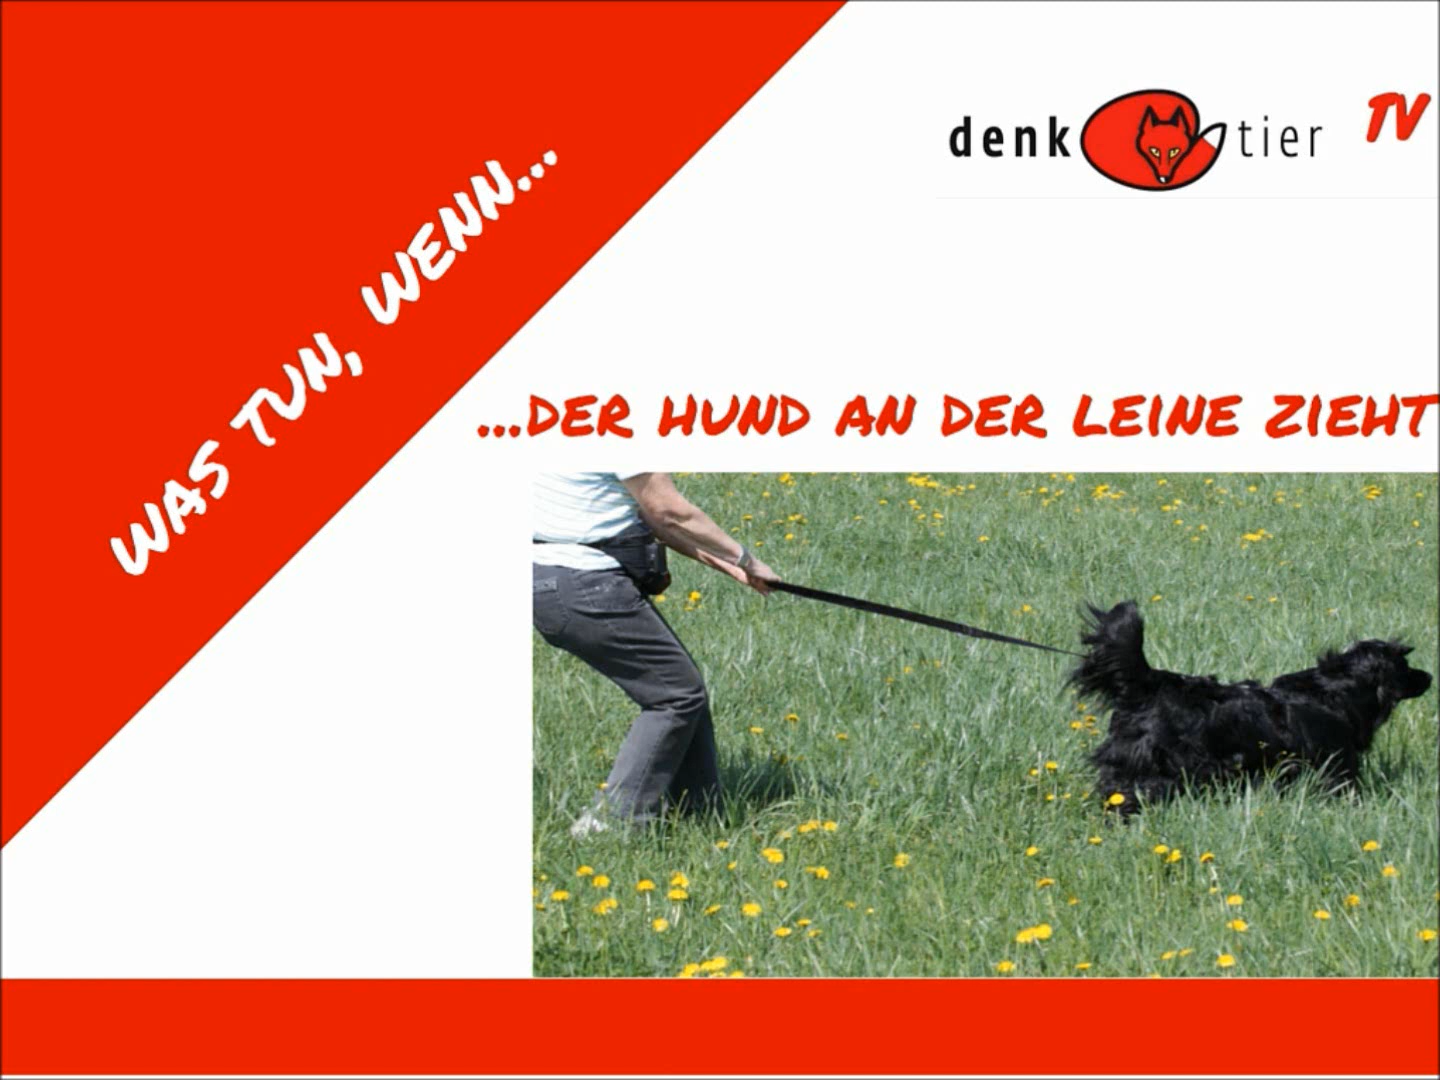 denk tier TV
WAS TUN, WENN...
...DER HUND AN DER LEINE ZIEHT